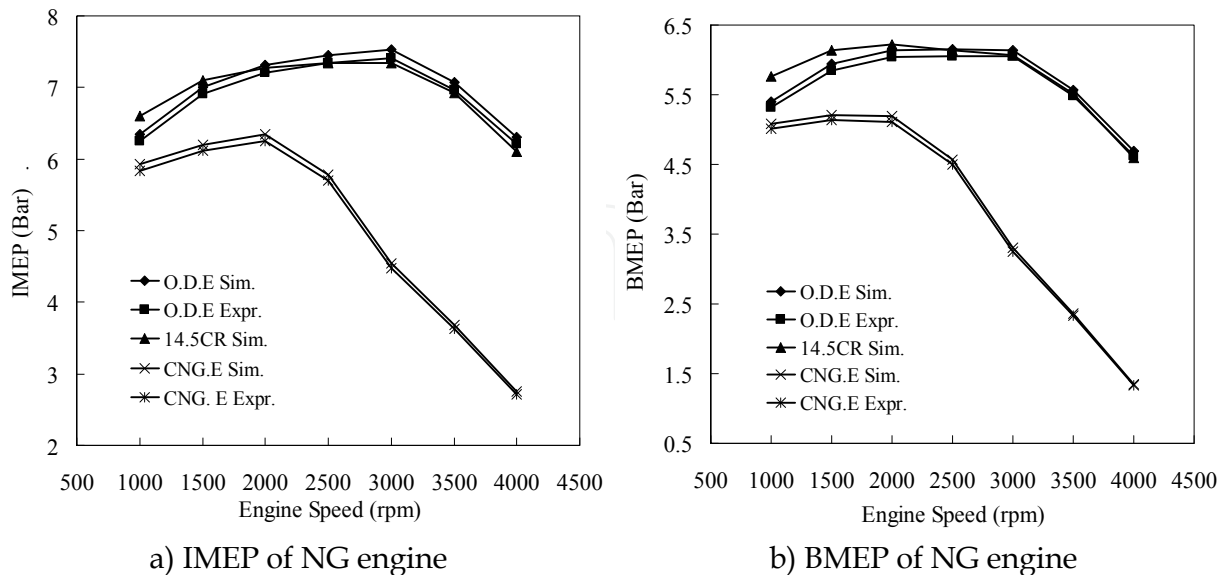 8
7
6
5
4
3
2
IMEP (Bar) .
O.D.E Sim.
O.D.E Expr.
14.5CR Sim.
CNG.E Sim.
CNG. E Expr.
500 1000 1500 2000 2500 3000 3500 4000 4500
Engine Speed (rpm)
a) IMEP of NG engine
6.5
5.5
4.5
3.5
2.5
1.5
0.5
BMEP (Bar)
O.D.E Sim.
O.D.E Expr.
14.5CR Sim.
CNG.E Sim.
CNG.E Expr.
500 1000 1500 2000 2500 3000 3500 4000 4500
Engine Speed (rpm)
b) BMEP of NG engine